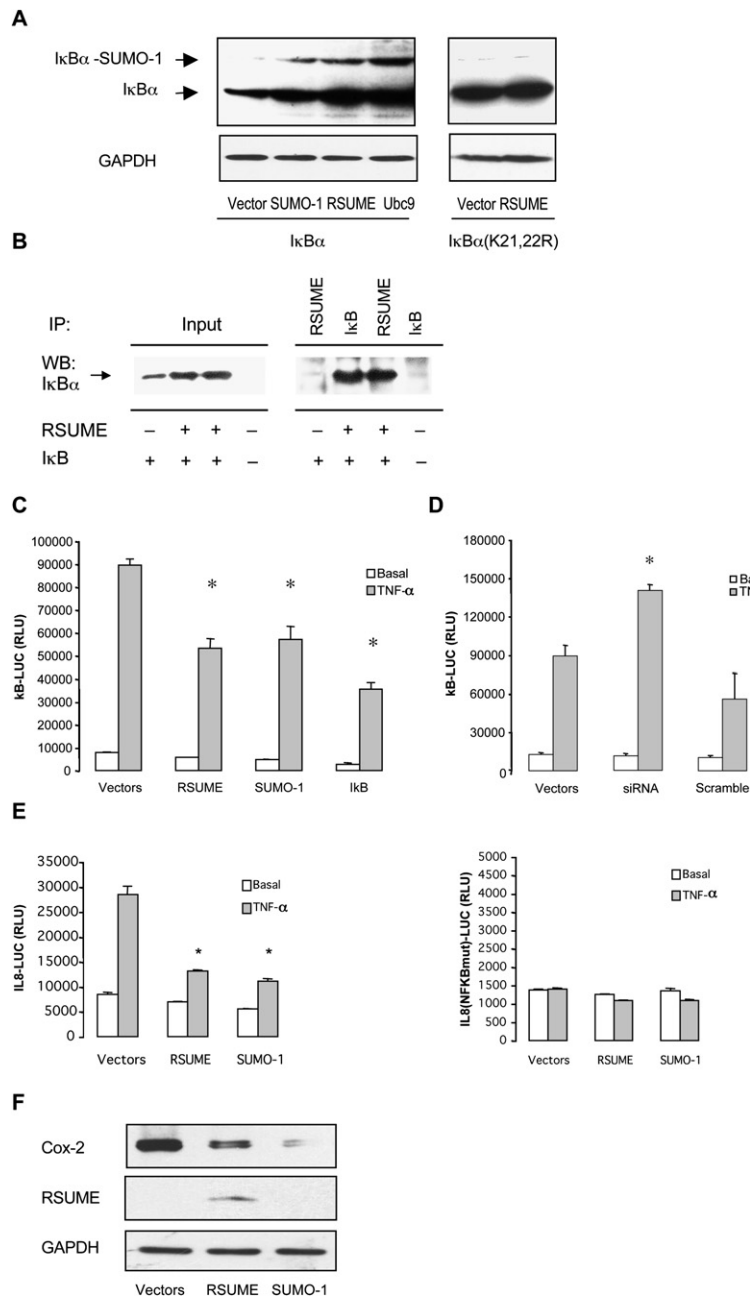 A
IκBα -SUMO-1
IκBα
GAPDH
Vector SUMO-1 RSUME Ubc9
Vector RSUME
IκBα
IκBα(K21,22R)
B
IP:
Input
RSUME
IκB
RSUME
IκB
WB:
IκBα
RSUME
– + + –
– + + –
IκB
+ + + –
+ + + –
C
100000
90000
80000
70000
60000
50000
40000
30000
20000
10000
0
kB-LUC (RLU)
* * *
Basal
TNF-α
Vectors RSUME SUMO-1 IkB
D
180000
150000
120000
90000
60000
30000
0
kB-LUC (RLU)
*
Ba
TN
Vectors siRNA Scramble
E
35000
30000
25000
20000
15000
10000
5000
0
IL8-LUC (RLU)
* *
Basal
TNF-α
Vectors RSUME SUMO-1
5000
4500
4000
3500
3000
2500
2000
1500
1000
500
0
IL8(NFKBmut)-LUC (RLU)
Basal
TNF-α
Vectors RSUME SUMO-1
F
Cox-2
RSUME
GAPDH
Vectors RSUME SUMO-1